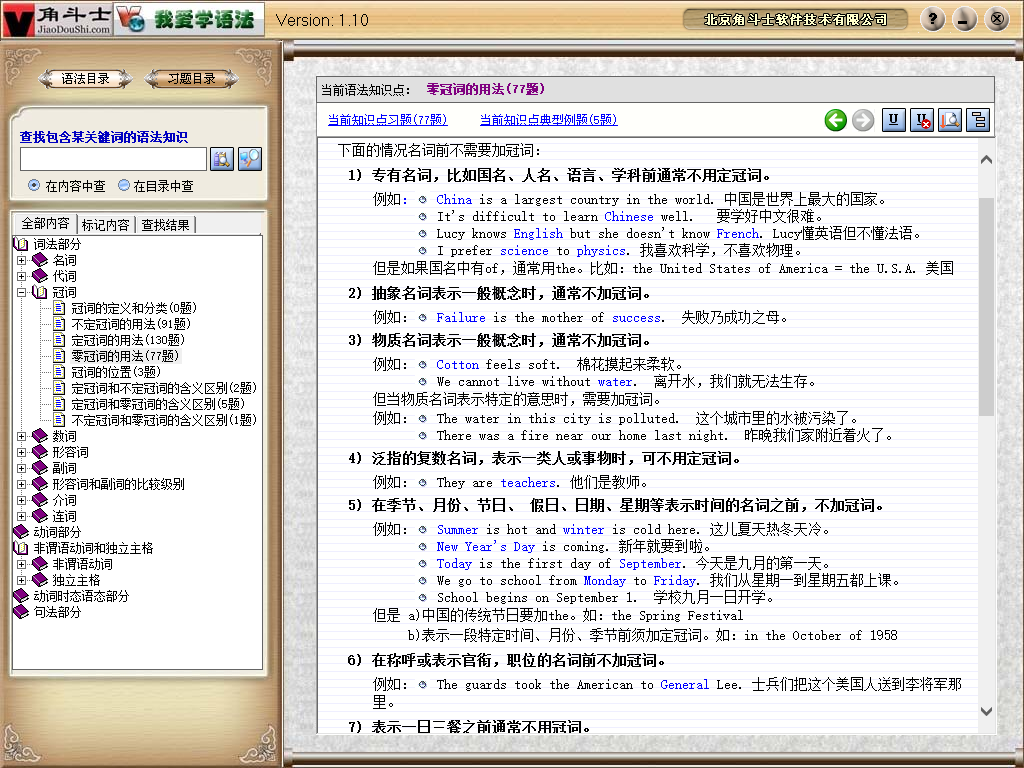 角斗士
JiaoDouShi.com
我爱学语法
Version: 1.10
北京角斗士软件技术有限公司
?
语法目录
习题目录
查找包含某关键词的语法知识
在内容中查
在目录中查
全部内容
标记内容
查找结果
词法部分
名词
代词
冠词
冠词的定义和分类(0题)
不定冠词的用法(91题)
定冠词的用法(130题)
零冠词的用法(77题)
冠词的位置(3题)
定冠词和不定冠词的含义区别(2题)
定冠词和零冠词的含义区别(5题)
不定冠词和零冠词的含义区别(1题)
数词
形容词
副词
形容词和副词的比较级别
介词
连词
动词部分
非谓语动词和独立主格
非谓语动词
独立主格
动词时态语态部分
句法部分
当前语法知识点： 零冠词的用法(77题)
当前知识点习题(77题)
当前知识点典型例题(5题)
下面的情况名词前不需要加冠词：
1) 专有名词，比如国名、人名、语言、学科前通常不用定冠词。
例如： China is a largest country in the world. 中国是世界上最大的国家。
It's difficult to learn Chinese well. 要学好中文很难。
Lucy knows English but she doesn't know French. Lucy懂英语但不懂法语。
I prefer science to physics. 我喜欢科学，不喜欢物理。
但是如果国名中有of，通常用the。比如：the United States of America = the U.S.A. 美国
2) 抽象名词表示一般概念时，通常不加冠词。
例如： Failure is the mother of success. 失败乃成功之母。
3) 物质名词表示一般概念时，通常不加冠词。
例如： Cotton feels soft. 棉花摸起来柔软。
We cannot live without water. 离开水，我们就无法生存。
但当物质名词表示特定的意思时，需要加冠词。
例如： The water in this city is polluted. 这个城市里的水被污染了。
There was a fire near our home last night. 昨晚我们家附近着火了。
4) 泛指的复数名词，表示一类人或事物时，可不用定冠词。
例如： They are teachers. 他们是教师。
5) 在季节、月份、节日、 假日、日期、星期等表示时间的名词之前，不加冠词。
例如： Summer is hot and winter is cold here. 这儿夏天热冬天冷。
New Year's Day is coming. 新年就要到啦。
Today is the first day of September. 今天是九月的第一天。
We go to school from Monday to Friday. 我们从星期一到星期五都上课。
School begins on September 1. 学校九月一日开学。
但是 a)中国的传统节日要加the。如：the Spring Festival
b)表示一段特定时间、月份、季节前须加定冠词。如：in the October of 1958
6) 在称呼或表示官衔，职位的名词前不加冠词。
例如： The guards took the American to General Lee. 士兵们把这个美国人送到李将军那
里。
7) 表示一日三餐之前通常不用冠词。